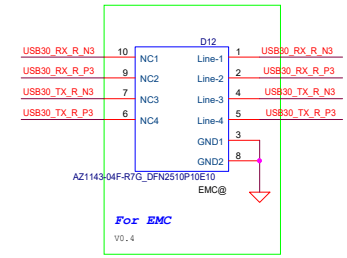 D12
USB30_RX_R_N3 10 NC1 Line-1 1 USB30_RX_R_N3
USB30_RX_R_P3 9 NC2 Line-2 2 USB30_RX_R_P3
USB30_TX_R_N3 7 NC3 Line-3 4 USB30_TX_R_N3
USB30_TX_R_P3 6 NC4 Line-4 5 USB30_TX_R_P3
GND1 3
GND2 8
AZ1143-04F-R7G_DFN2510P10E10
EMC@
For EMC
V0.4